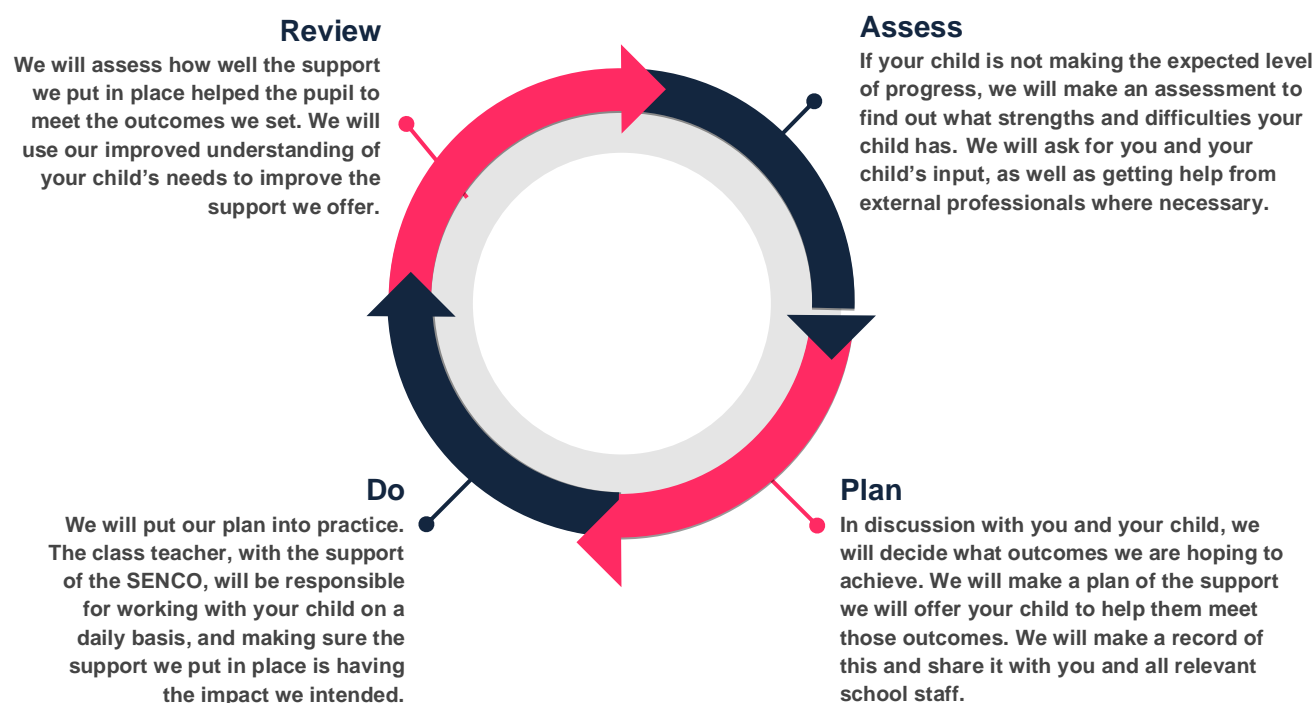 Review
We will assess how well the support
we put in place helped the pupil to
meet the outcomes we set. We will
use our improved understanding of
your child’s needs to improve the
support we offer.
Assess
If your child is not making the expected level
of progress, we will make an assessment to
find out what strengths and difficulties your
child has. We will ask for you and your
child’s input, as well as getting help from
external professionals where necessary.
Do
We will put our plan into practice.
The class teacher, with the support
of the SENCO, will be responsible
for working with your child on a
daily basis, and making sure the
support we put in place is having
the impact we intended.
Plan
In discussion with you and your child, we
will decide what outcomes we are hoping to
achieve. We will make a plan of the support
we will offer your child to help them meet
those outcomes. We will make a record of
this and share it with you and all relevant
school staff.